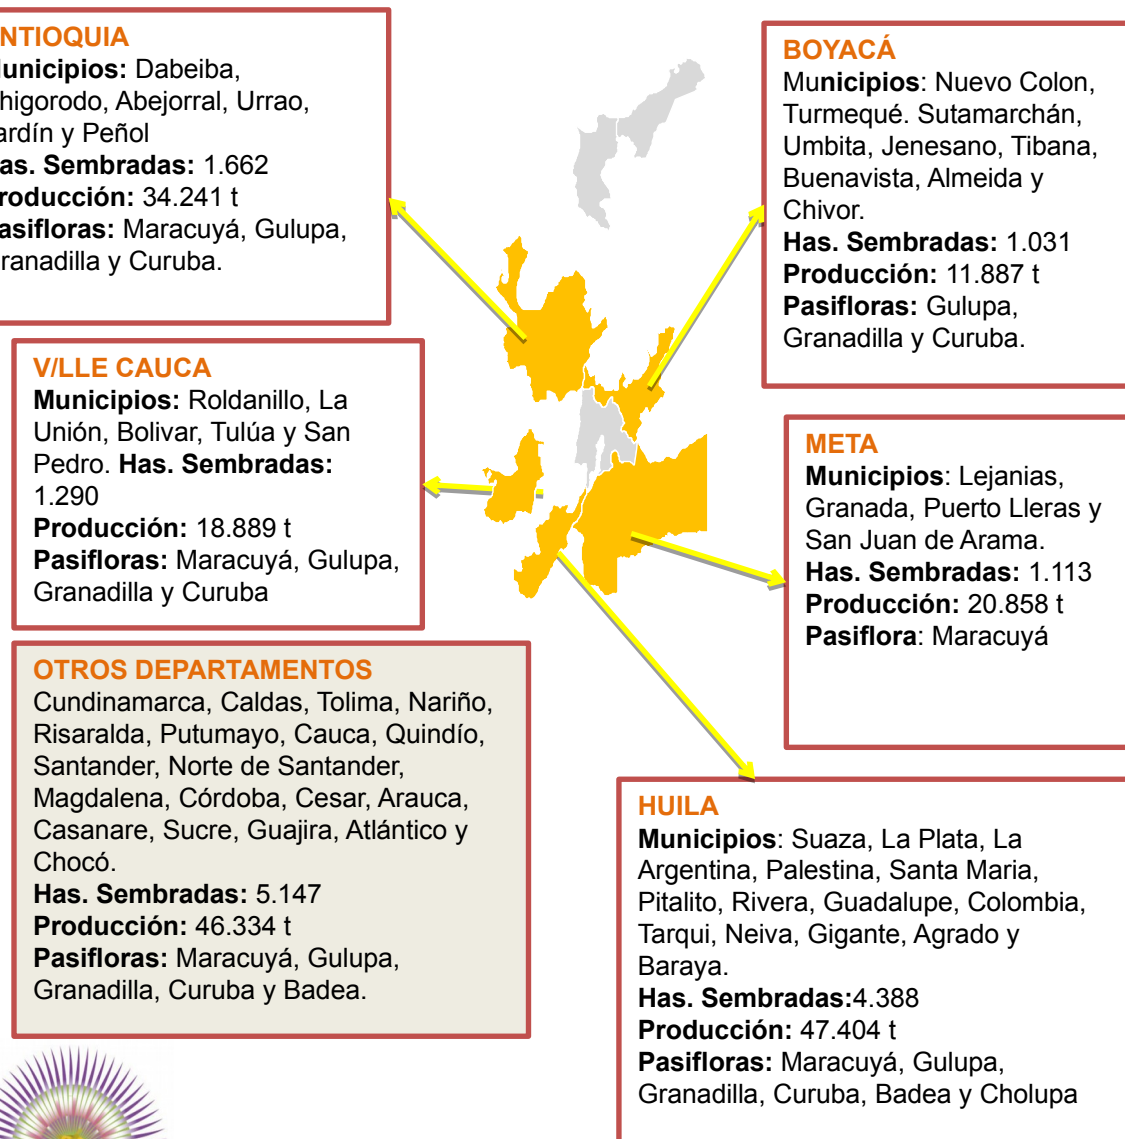 NTIOQUIA
unicipios: Dabeiba,
higorodo, Abejorral, Urrao,
ardín y Peñol
as. Sembradas: 1.662
roducción: 34.241 t
asifloras: Maracuyá, Gulupa,
ranadilla y Curuba.
BOYACÁ
Municipios: Nuevo Colon,
Turmequé. Sutamarchán,
Umbita, Jenesano, Tibana,
Buenavista, Almeida y
Chivor.
Has. Sembradas: 1.031
Producción: 11.887 t
Pasifloras: Gulupa,
Granadilla y Curuba.
V/LLE CAUCA
Municipios: Roldanillo, La
Unión, Bolivar, Tulúa y San
Pedro. Has. Sembradas:
1.290
Producción: 18.889 t
Pasifloras: Maracuyá, Gulupa,
Granadilla y Curuba
META
Municipios: Lejanias,
Granada, Puerto Lleras y
San Juan de Arama.
Has. Sembradas: 1.113
Producción: 20.858 t
Pasiflora: Maracuyá
OTROS DEPARTAMENTOS
Cundinamarca, Caldas, Tolima, Nariño,
Risaralda, Putumayo, Cauca, Quindío,
Santander, Norte de Santander,
Magdalena, Córdoba, Cesar, Arauca,
Casanare, Sucre, Guajira, Atlántico y
Chocó.
Has. Sembradas: 5.147
Producción: 46.334 t
Pasifloras: Maracuyá, Gulupa,
Granadilla, Curuba y Badea.
HUILA
Municipios: Suaza, La Plata, La
Argentina, Palestina, Santa Maria,
Pitalito, Rivera, Guadalupe, Colombia,
Tarqui, Neiva, Gigante, Agrado y
Baraya.
Has. Sembradas:4.388
Producción: 47.404 t
Pasifloras: Maracuyá, Gulupa,
Granadilla, Curuba, Badea y Cholupa